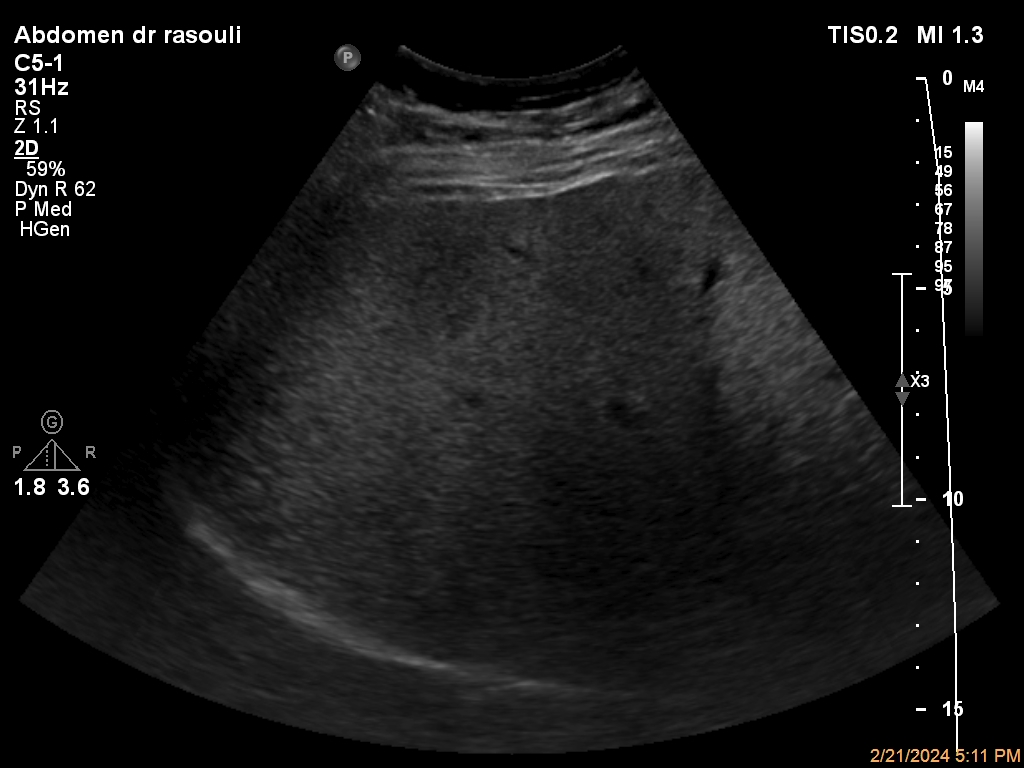 Abdomen dr rasouli
TIS0.2 MI 1.3
C5-1
31Hz
RS
Z 1.1
2D
59%
Dyn R 62
P Med
HGen
P
0
M4
15
49
56
67
78
87
95
5
X3
G
P R
1.8 3.6
10
15
2/21/2024 5:11 PM